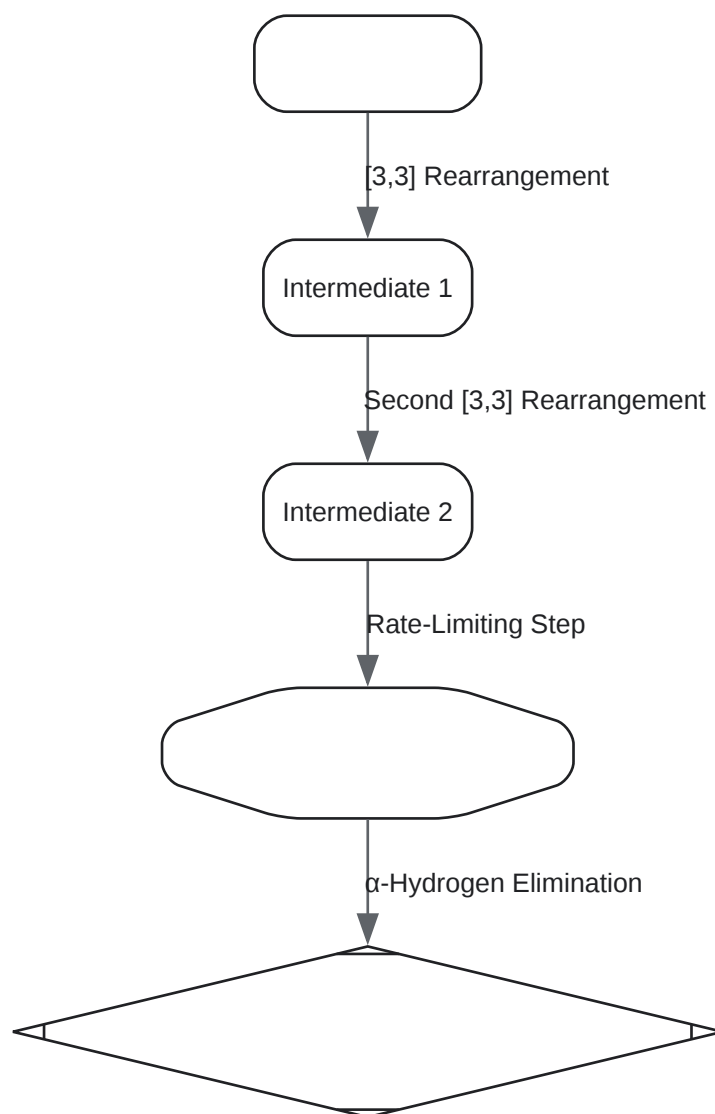 [3,3] Rearrangement
Intermediate 1
Second [3,3] Rearrangement
Intermediate 2
Rate-Limiting Step
α-Hydrogen Elimination